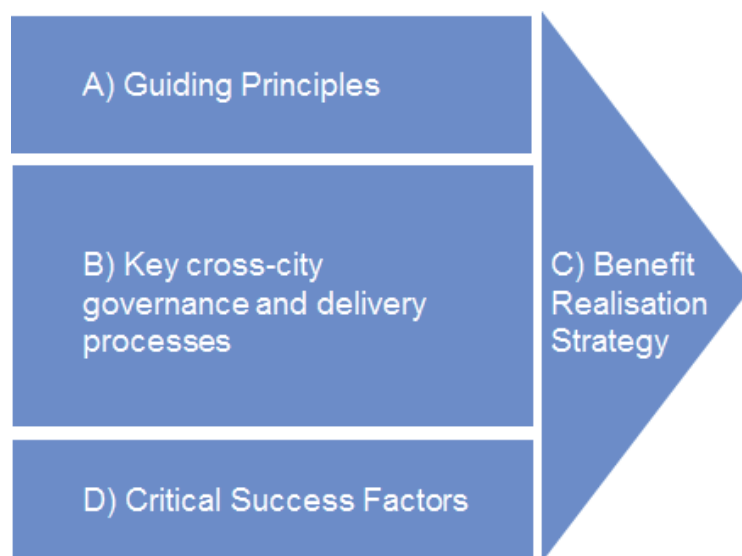 A) Guiding Principles
B) Key cross-city
governance and delivery
processes
C) Benefit
Realisation
Strategy
D) Critical Success Factors